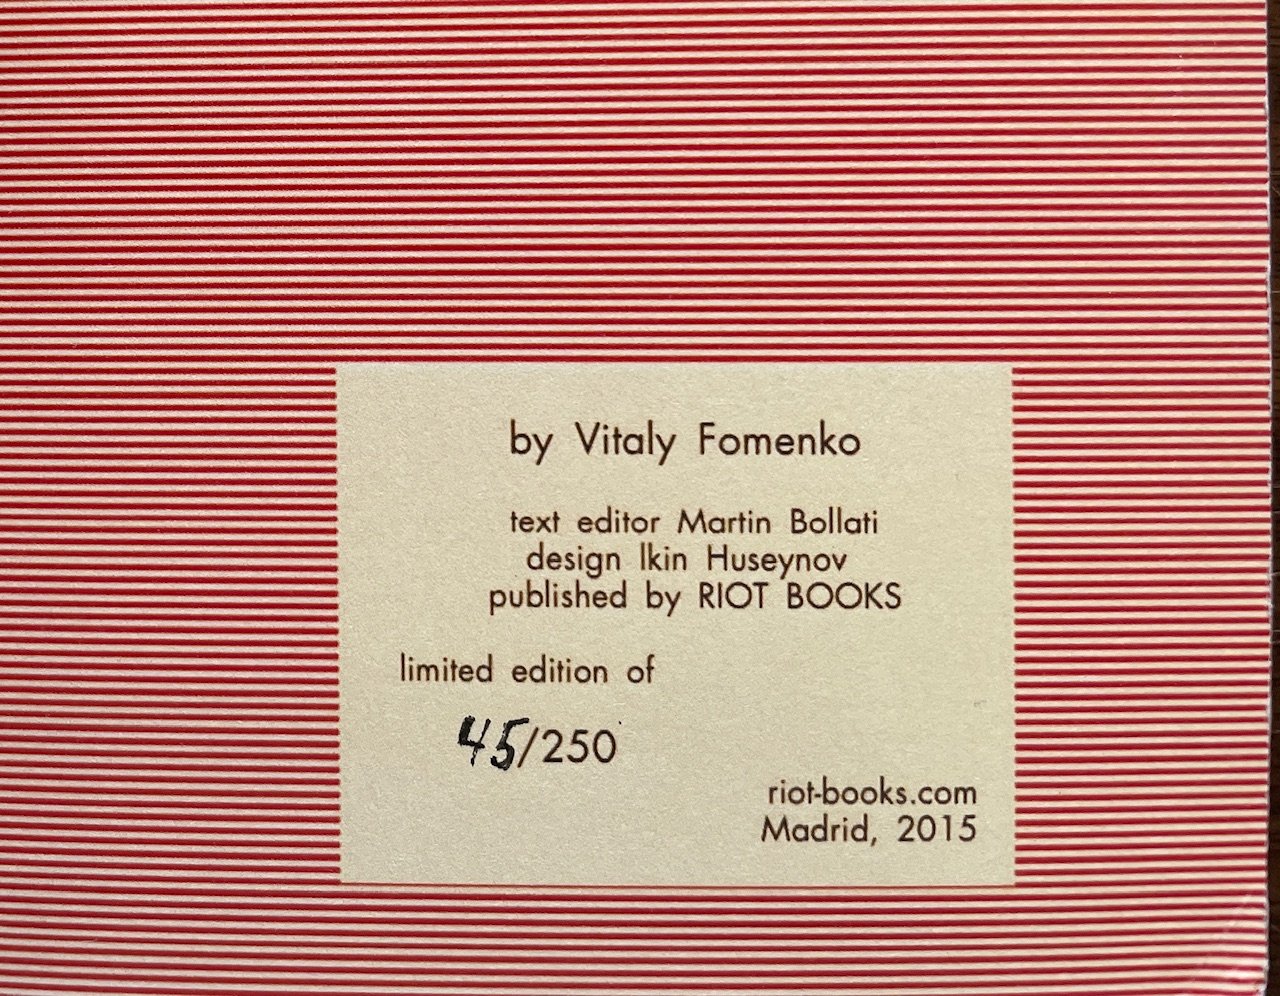 by Vitaly Fomenko
text editor Martin Bollati
design Ikin Huseynov
published by RIOT BOOKS
limited edition of
45/250
riot-books.com
Madrid, 2015